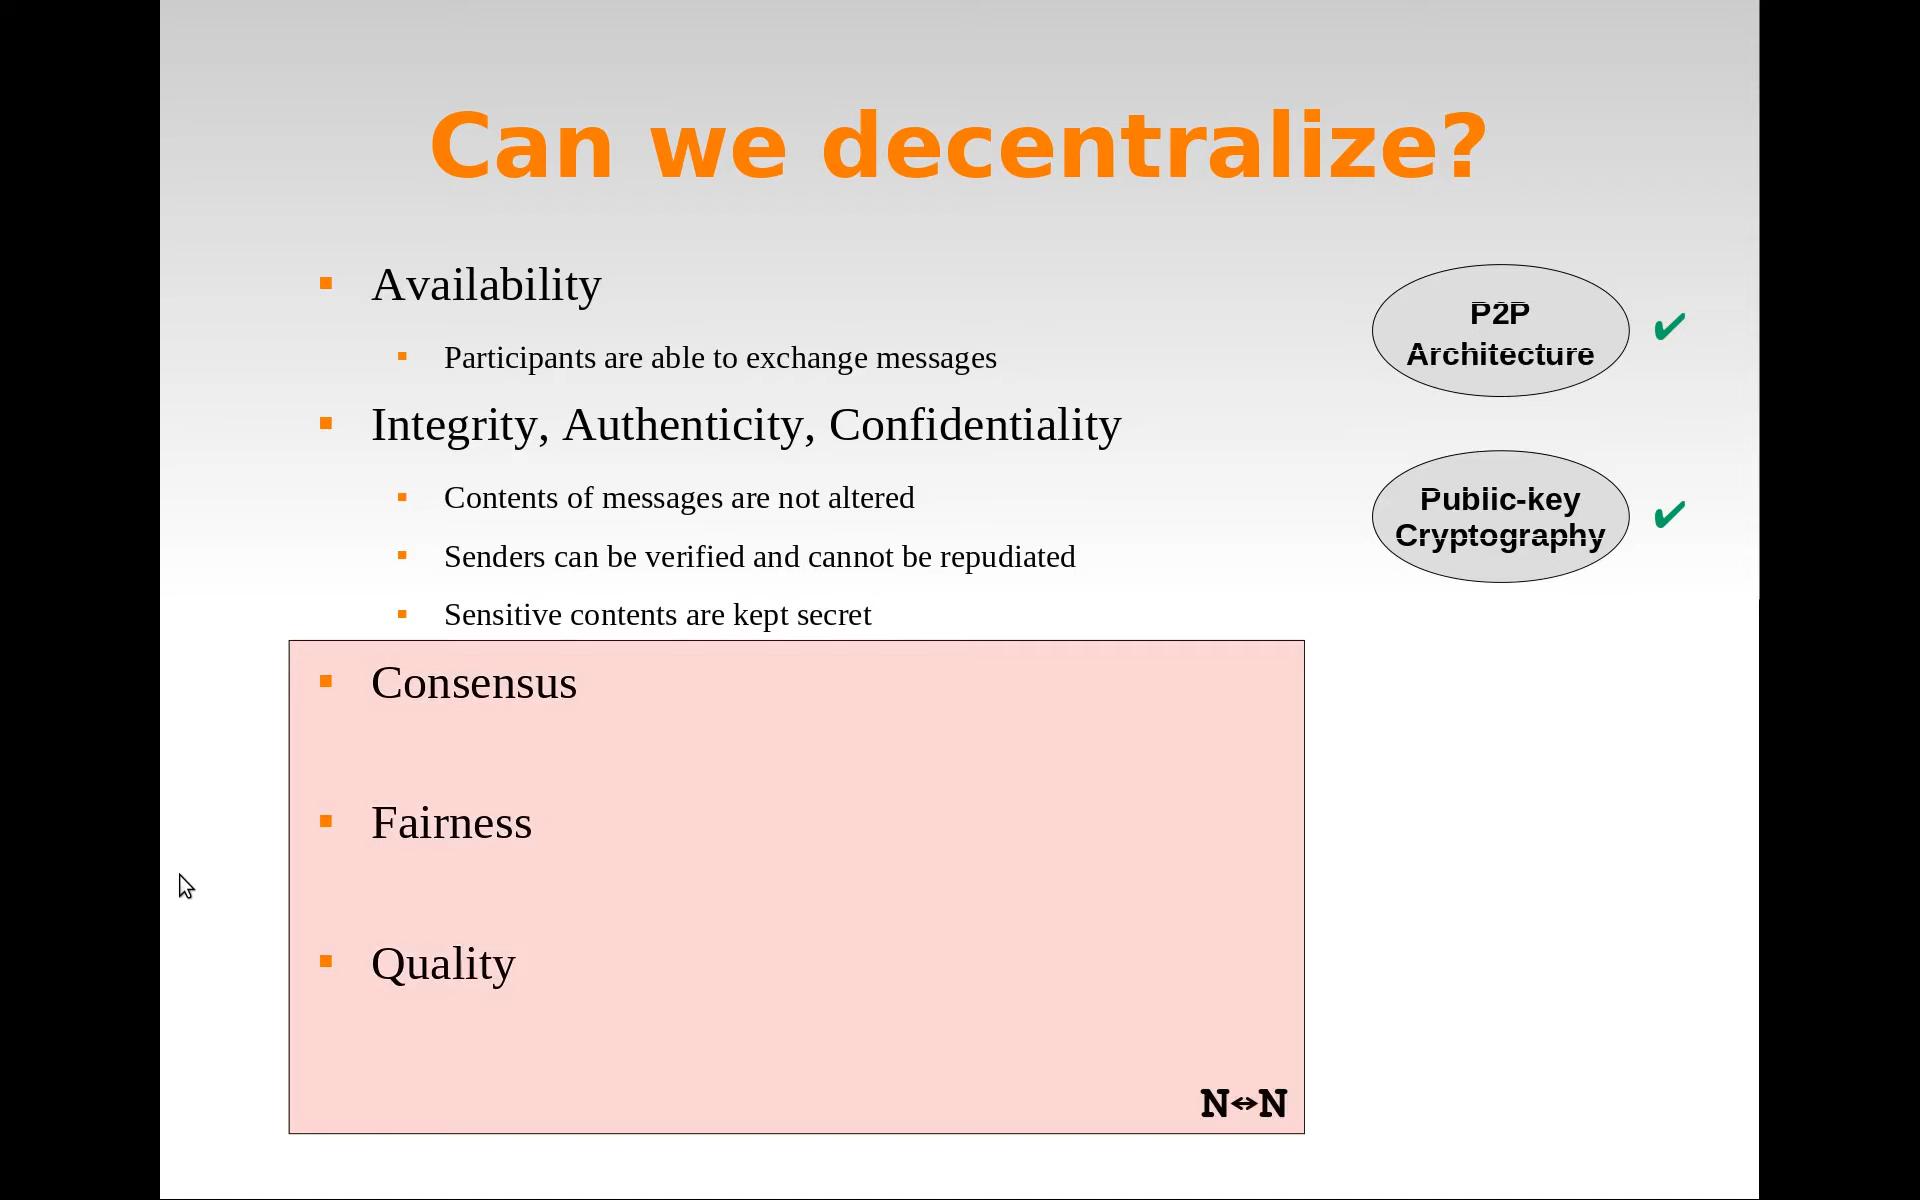 Can we decentralize?
Availability
Participants are able to exchange messages
P2P
Architecture
✔
Integrity, Authenticity, Confidentiality
Contents of messages are not altered
Senders can be verified and cannot be repudiated
Sensitive contents are kept secret
Public-key
Cryptography
✔
Consensus
Fairness
Quality
N↔N